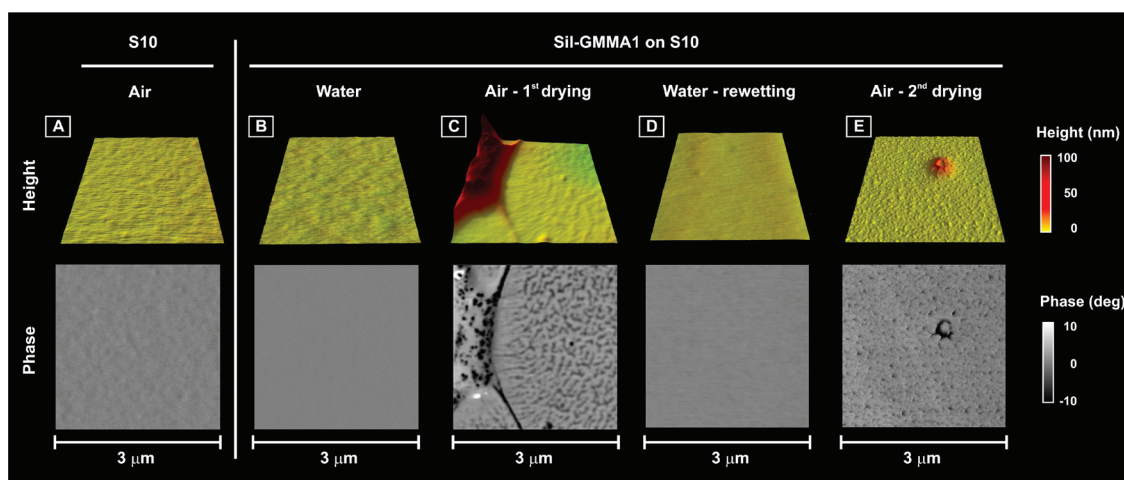 S10
Sil-GMMA1 on S10
Air
Water
Air - 1st drying
Water - rewetting
Air - 2nd drying
A
B
C
D
E
Height
Height (nm)
100
50
0
Phase
Phase (deg)
10
0
-10
3 μm
3 μm
3 μm
3 μm
3 μm